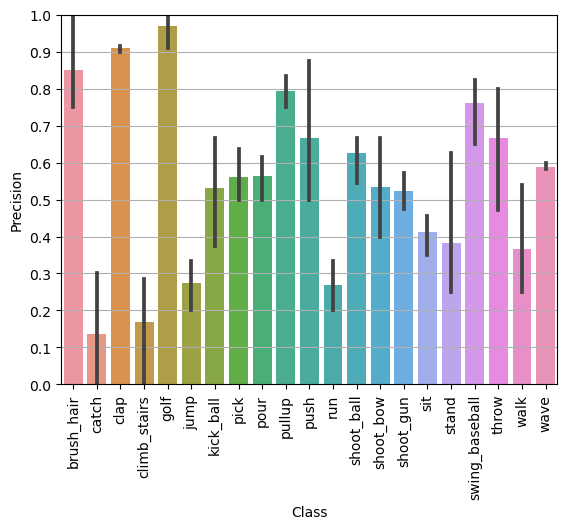 1.0
0.9
0.8
0.7
0.6
0.5
0.4
0.3
0.2
0.1
0.0
Precision
brush_hair
catch
clap
climb_stairs
golf
jump
kick_ball
pick
pour
pullup
push
run
shoot_ball
shoot_bow
shoot_gun
sit
stand
swing_baseball
throw
walk
wave
Class